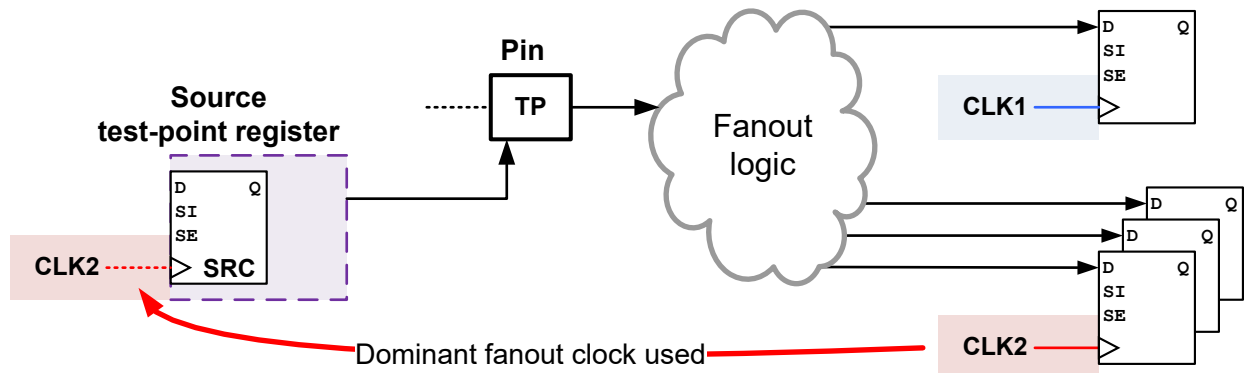 D Q
SI
SE
Pin
CLK1
TP
Source
test-point register
Fanout
logic
D Q
SI
SE
D Q
D Q
D Q
SI
SE
CLK2
SRC
CLK2
Dominant fanout clock used